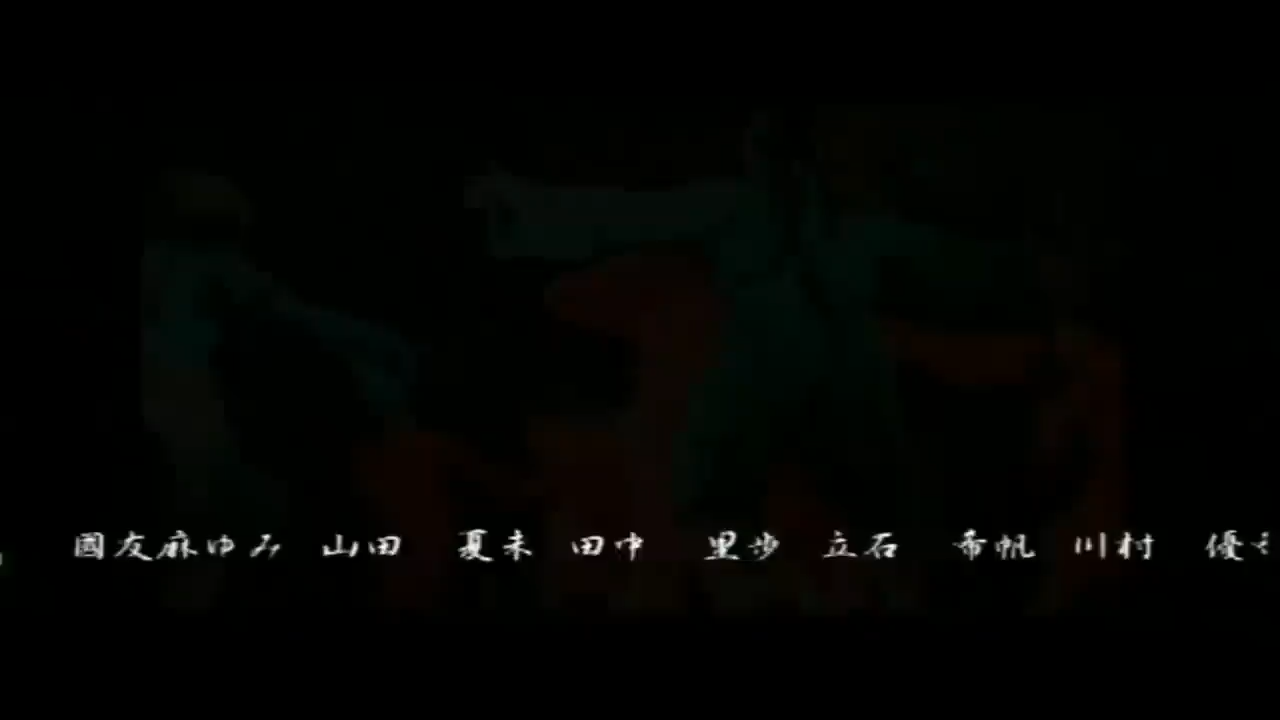 國友麻ゆみ 山田 夏未 田中 里歩 立石 希帆 川村 優